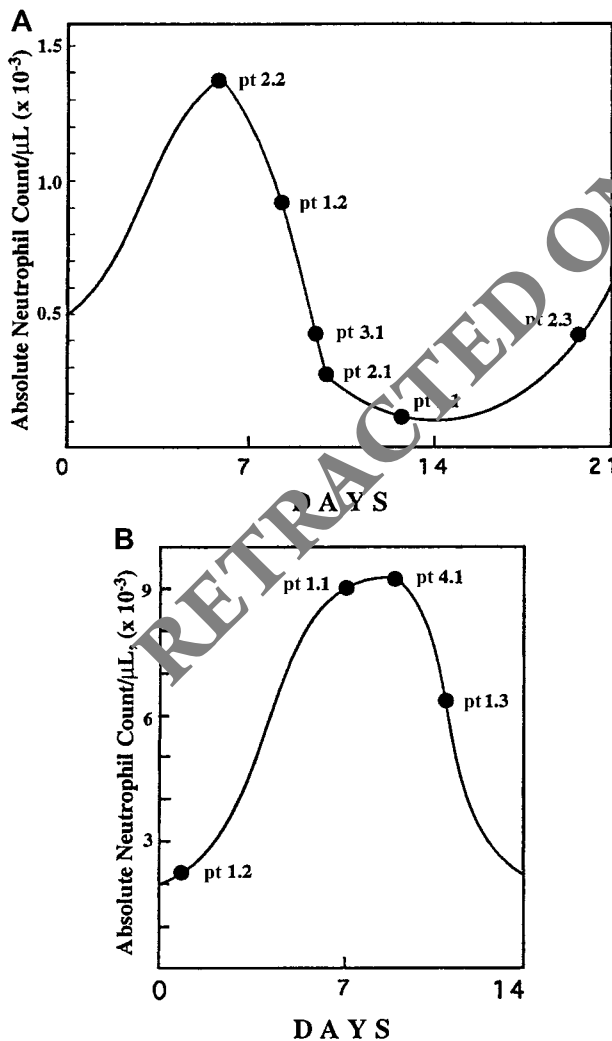 A
Absolute Neutrophil Count/μL (x 10⁻³)
1.5
1.0
0.5
0
7
14
21
pt 2.2
pt 1.2
pt 3.1
pt 2.1
pt
pt 2.3
DAYS
RETRACTED
B
Absolute Neutrophil Count/μL, (x 10⁻³)
9
6
3
0
7
14
pt 1.1
pt 4.1
pt 1.3
pt 1.2
DAYS